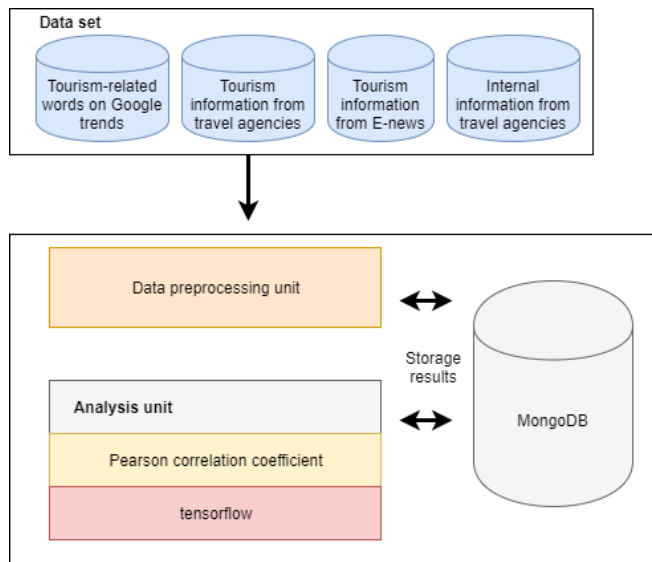 Data set
Tourism-related
words on Google
trends
Tourism
information from
travel agencies
Tourism
information
from E-news
Internal
information from
travel agencies
Data preprocessing unit
Storage
results
MongoDB
Analysis unit
Pearson correlation coefficient
tensorflow